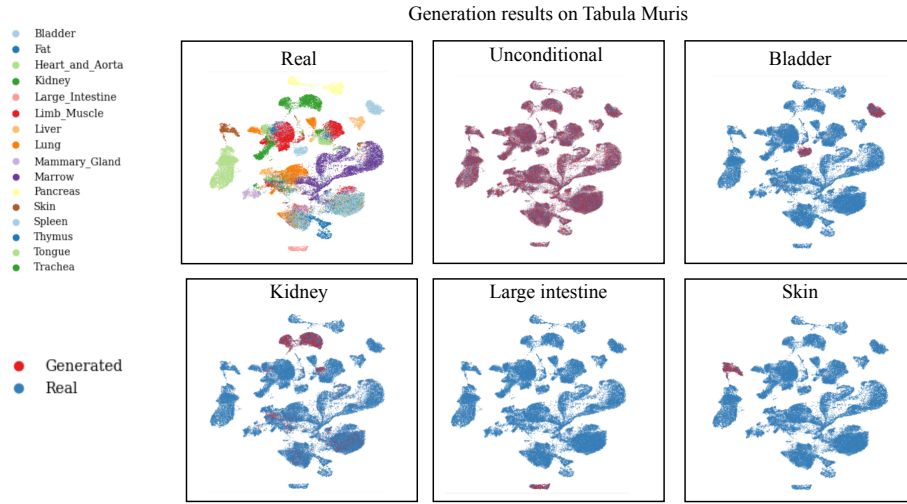 Generation results on Tabula Muris
Bladder
Fat
Heart_and_Aorta
Kidney
Large_Intestine
Limb_Muscle
Liver
Lung
Mammary_Gland
Marrow
Pancreas
Skin
Spleen
Thymus
Tongue
Trachea
Generated
Real
Real
Unconditional
Bladder
Kidney
Large intestine
Skin